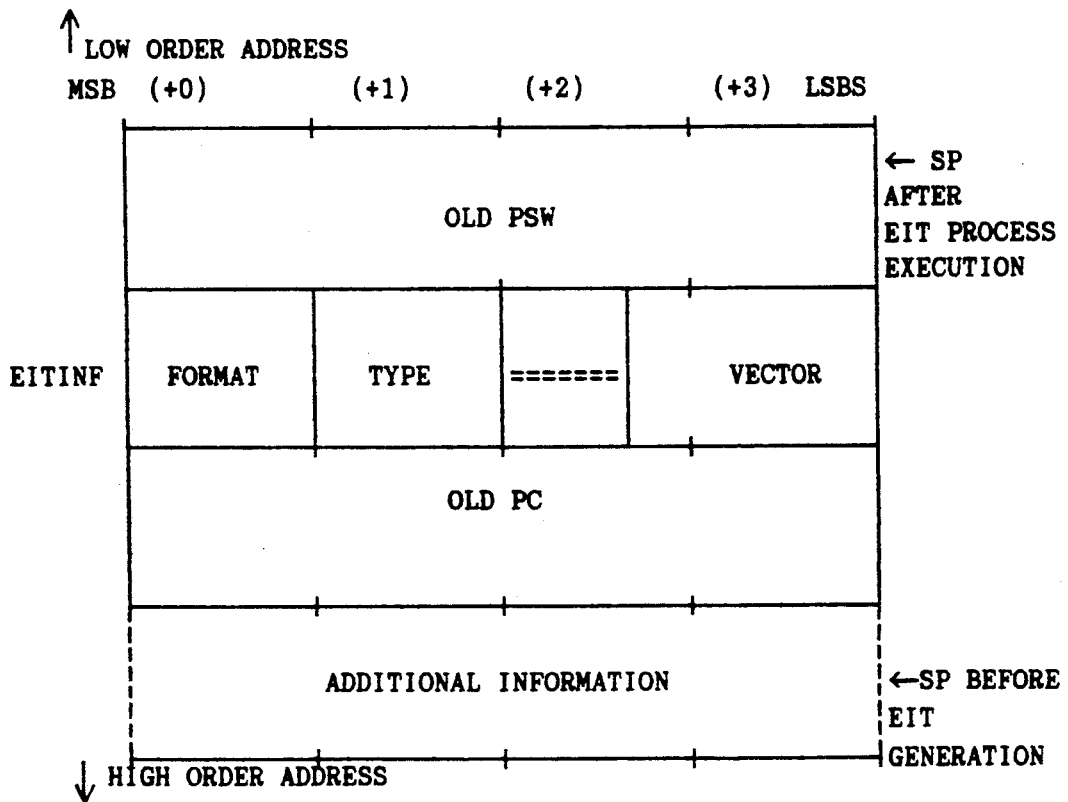 ↑ LOW ORDER ADDRESS
MSB (+0) (+1) (+2) (+3) LSBS
OLD PSW
← SP
AFTER
EIT PROCESS
EXECUTION
EITINF FORMAT TYPE ======= VECTOR
OLD PC
ADDITIONAL INFORMATION
←SP BEFORE
EIT
GENERATION
↓ HIGH ORDER ADDRESS